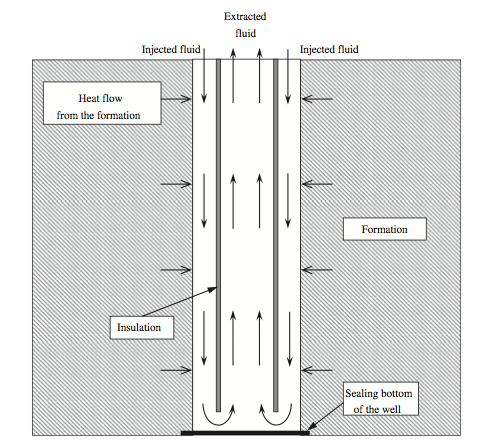 Extracted
fluid
Injected fluid
Injected fluid
Heat flow
from the formation
Formation
Insulation
Sealing bottom
of the well